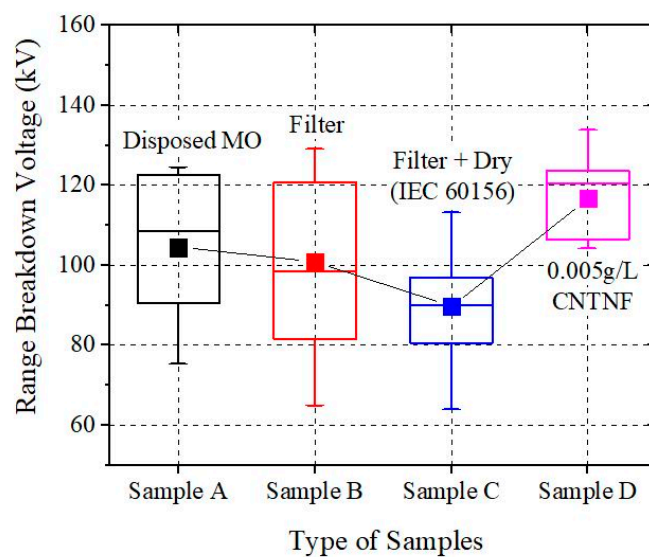 Range Breakdown Voltage (kV)
160
140
120
100
80
60
Disposed MO
Filter
Filter + Dry
(IEC 60156)
0.005g/L
CNTNF
Sample A Sample B Sample C Sample D
Type of Samples